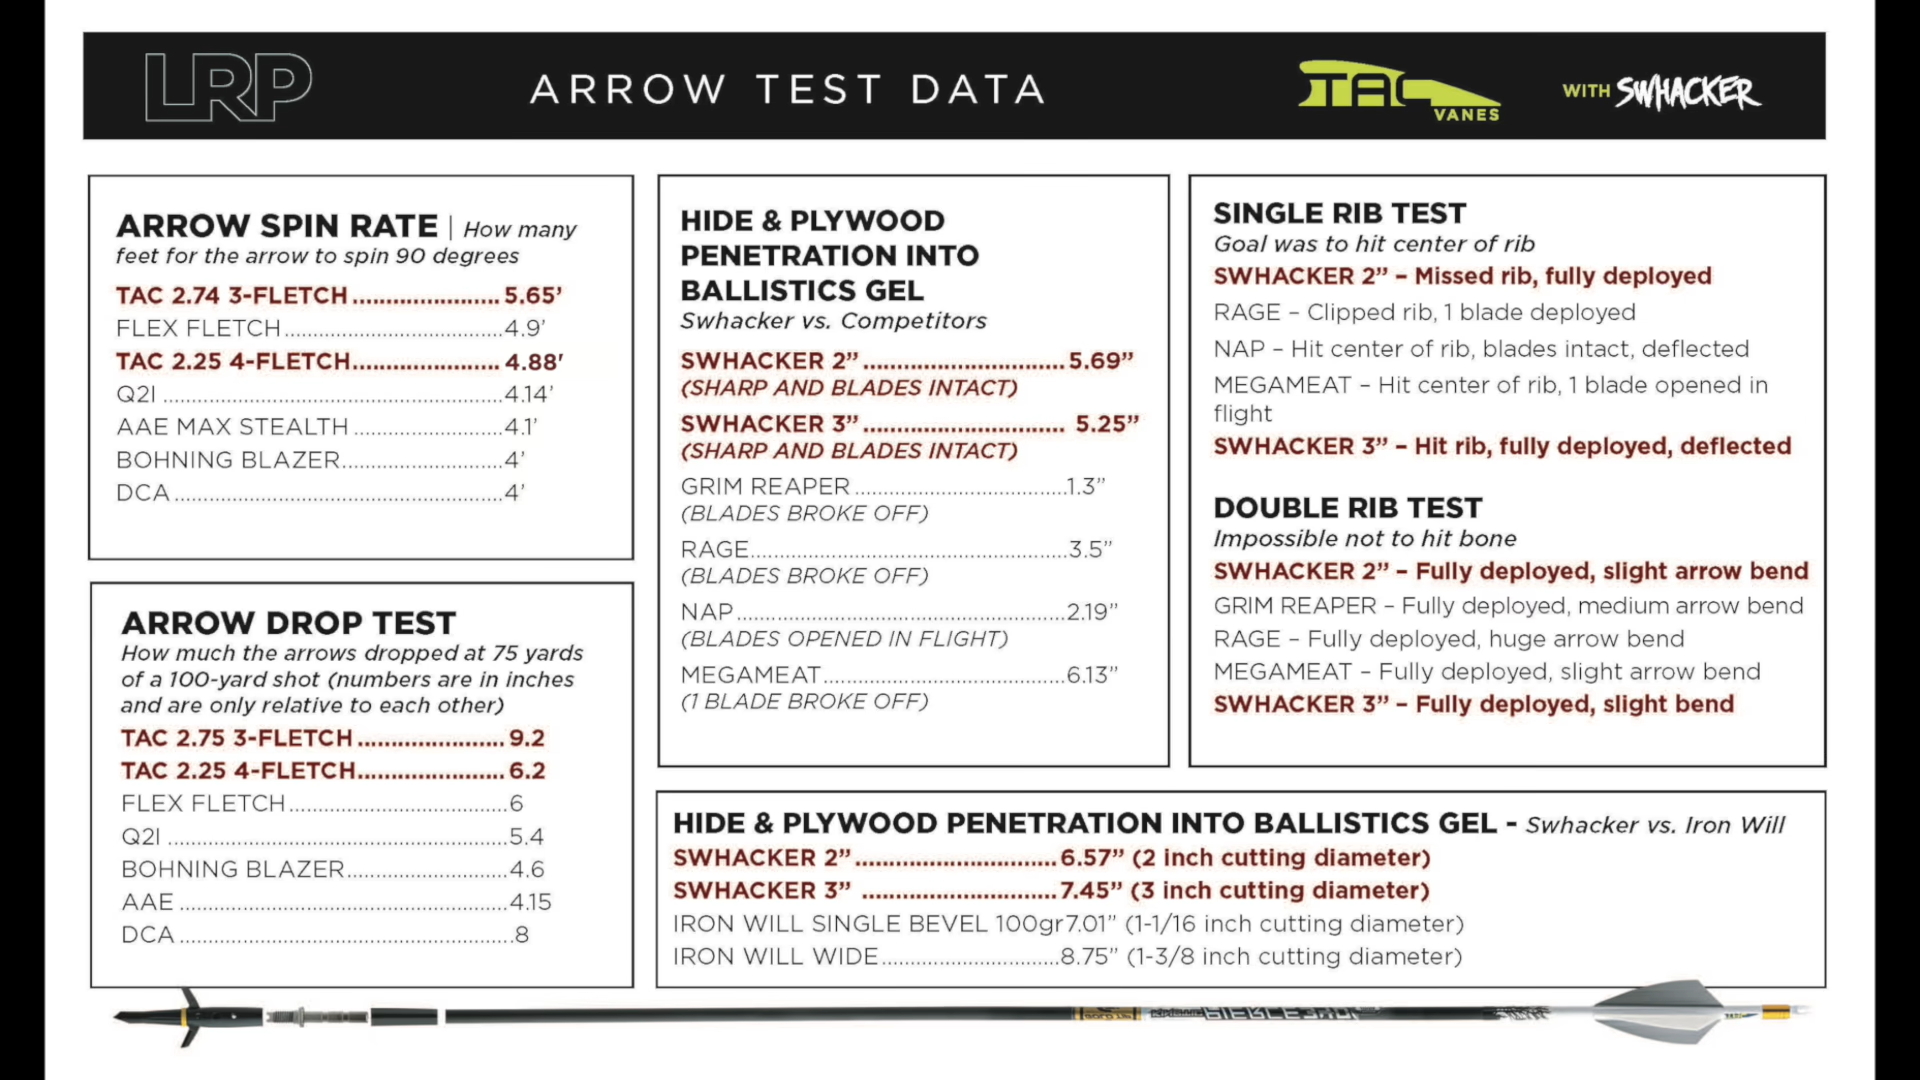 LRP
ARROW TEST DATA
TAC
VANES
WITH SWHACKER
ARROW SPIN RATE | How many
feet for the arrow to spin 90 degrees
TAC 2.74 3-FLETCH...................... 5.65’
FLEX FLETCH.....................................4.9’
TAC 2.25 4-FLETCH...................... 4.88'
Q2I ..........................................................4.14’
AAE MAX STEALTH .........................4.1’
BOHNING BLAZER...........................4’
DCA ........................................................4’
ARROW DROP TEST
How much the arrows dropped at 75 yards
of a 100-yard shot (numbers are in inches
and are only relative to each other)
TAC 2.75 3-FLETCH ...................... 9.2
TAC 2.25 4-FLETCH...................... 6.2
FLEX FLETCH.....................................6
Q2I ..........................................................5.4
BOHNING BLAZER...........................4.6
AAE ........................................................4.15
DCA .........................................................8
HIDE & PLYWOOD
PENETRATION INTO
BALLISTICS GEL
Swhacker vs. Competitors
SWHACKER 2” ..............................5.69”
(SHARP AND BLADES INTACT)
SWHACKER 3” .............................. 5.25”
(SHARP AND BLADES INTACT)
GRIM REAPER ....................................1.3”
(BLADES BROKE OFF)
RAGE......................................................3.5”
(BLADES BROKE OFF)
NAP........................................................2.19”
(BLADES OPENED IN FLIGHT)
MEGAMEAT.........................................6.13”
(1 BLADE BROKE OFF)
SINGLE RIB TEST
Goal was to hit center of rib
SWHACKER 2” – Missed rib, fully deployed
RAGE – Clipped rib, 1 blade deployed
NAP – Hit center of rib, blades intact, deflected
MEGAMEAT – Hit center of rib, 1 blade opened in
flight
SWHACKER 3” – Hit rib, fully deployed, deflected
DOUBLE RIB TEST
Impossible not to hit bone
SWHACKER 2” – Fully deployed, slight arrow bend
GRIM REAPER – Fully deployed, medium arrow bend
RAGE – Fully deployed, huge arrow bend
MEGAMEAT – Fully deployed, slight arrow bend
SWHACKER 3” – Fully deployed, slight bend
HIDE & PLYWOOD PENETRATION INTO BALLISTICS GEL - Swhacker vs. Iron Will
SWHACKER 2”..............................6.57” (2 inch cutting diameter)
SWHACKER 3” .............................7.45” (3 inch cutting diameter)
IRON WILL SINGLE BEVEL 100gr7.01” (1-1/16 inch cutting diameter)
IRON WILL WIDE..............................8.75” (1-3/8 inch cutting diameter)